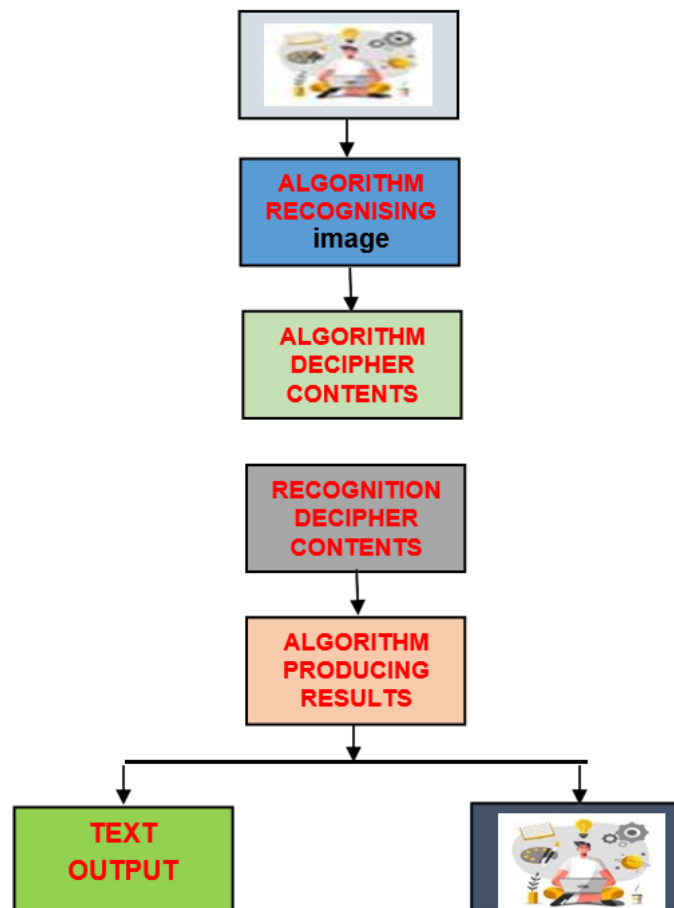 ALGORITHM
RECOGNISING
image
ALGORITHM
DECIPHER
CONTENTS
RECOGNITION
DECIPHER
CONTENTS
ALGORITHM
PRODUCING
RESULTS
TEXT
OUTPUT